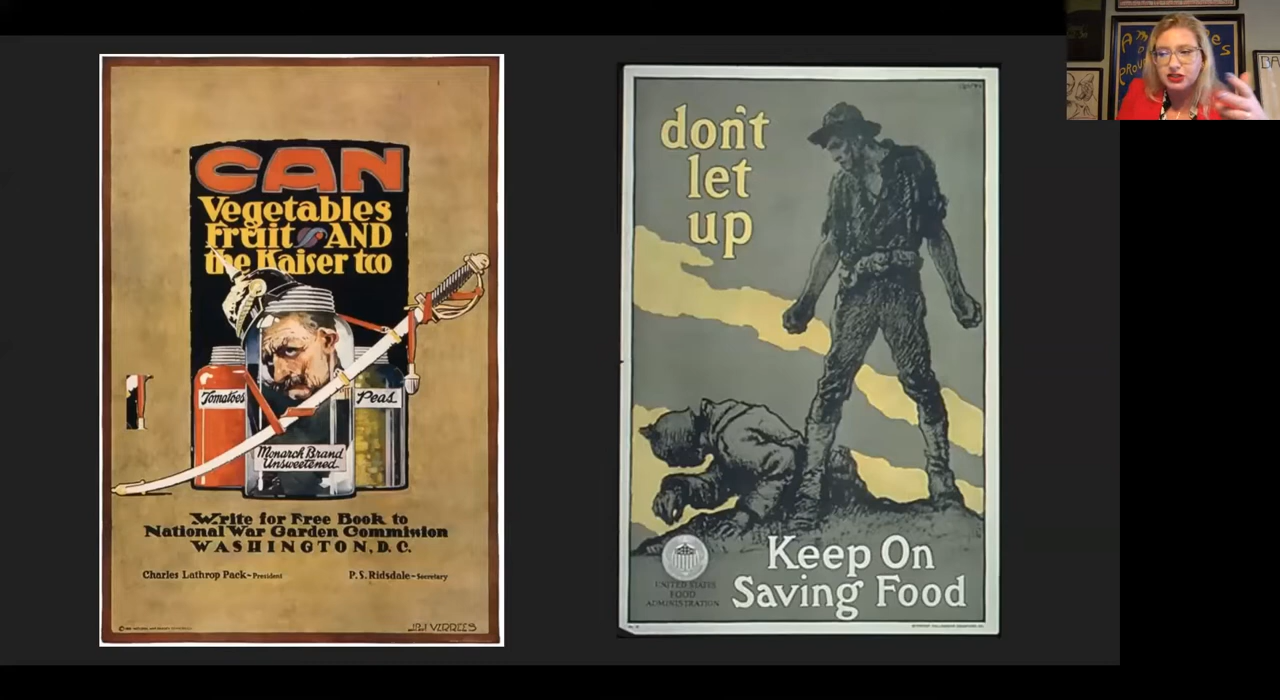 CAN
Vegetables
Fruit AND
the Kaiser too
Tomatoes
Peas
Monarch Brand
Unsweetened
Write for Free Book to
National War Garden Commission
WASHINGTON, D.C.
Charles Lathrop Pack-President
P.S. Ridsdale-Secretary
J.P.J. VERREES
don't
let
up
Keep On
Saving Food
UNITED STATES
FOOD
ADMINISTRATION